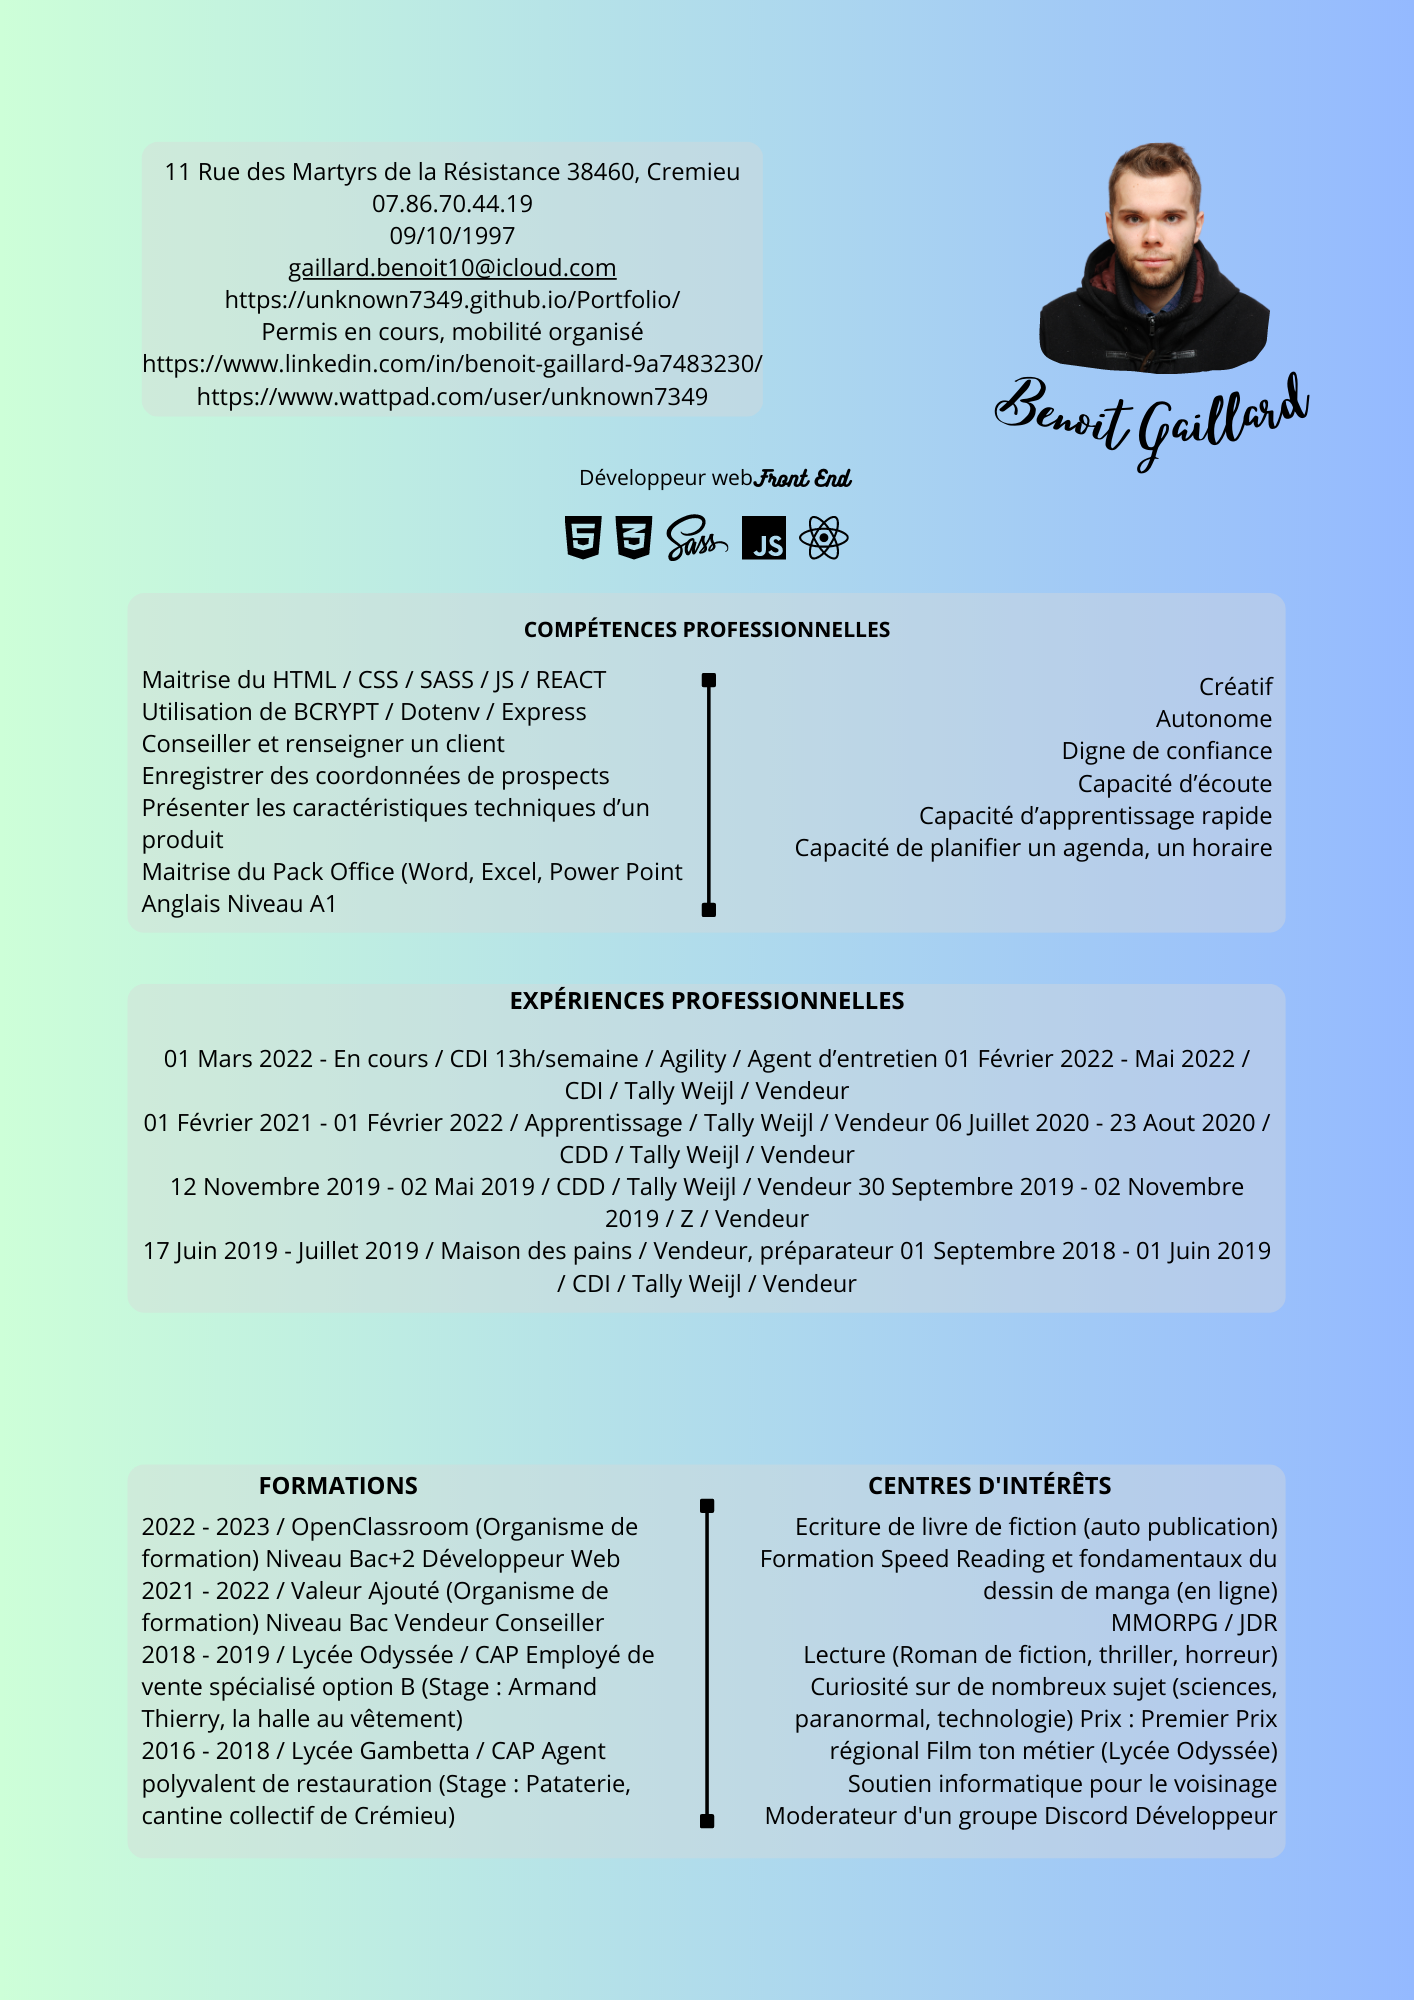 11 Rue des Martyrs de la Résistance 38460, Cremieu
07.86.70.44.19
09/10/1997
gaillard.benoit10@icloud.com
https://unknown7349.github.io/Portfolio/
Permis en cours, mobilité organisé
https://www.linkedin.com/in/benoit-gaillard-9a7483230/
https://www.wattpad.com/user/unknown7349
Benoit Gaillard
Développeur web Front End
5 3 Sass JS
COMPÉTENCES PROFESSIONNELLES
Maitrise du HTML / CSS / SASS / JS / REACT
Utilisation de BCRYPT / Dotenv / Express
Conseiller et renseigner un client
Enregistrer des coordonnées de prospects
Présenter les caractéristiques techniques d’un
produit
Maitrise du Pack Office (Word, Excel, Power Point
Anglais Niveau A1
Créatif
Autonome
Digne de confiance
Capacité d’écoute
Capacité d’apprentissage rapide
Capacité de planifier un agenda, un horaire
EXPÉRIENCES PROFESSIONNELLES
01 Mars 2022 - En cours / CDI 13h/semaine / Agility / Agent d’entretien 01 Février 2022 - Mai 2022 /
CDI / Tally Weijl / Vendeur
01 Février 2021 - 01 Février 2022 / Apprentissage / Tally Weijl / Vendeur 06 Juillet 2020 - 23 Aout 2020 /
CDD / Tally Weijl / Vendeur
12 Novembre 2019 - 02 Mai 2019 / CDD / Tally Weijl / Vendeur 30 Septembre 2019 - 02 Novembre
2019 / Z / Vendeur
17 Juin 2019 - Juillet 2019 / Maison des pains / Vendeur, préparateur 01 Septembre 2018 - 01 Juin 2019
/ CDI / Tally Weijl / Vendeur
FORMATIONS
2022 - 2023 / OpenClassroom (Organisme de
formation) Niveau Bac+2 Développeur Web
2021 - 2022 / Valeur Ajouté (Organisme de
formation) Niveau Bac Vendeur Conseiller
2018 - 2019 / Lycée Odyssée / CAP Employé de
vente spécialisé option B (Stage : Armand
Thierry, la halle au vêtement)
2016 - 2018 / Lycée Gambetta / CAP Agent
polyvalent de restauration (Stage : Pataterie,
cantine collectif de Crémieu)
CENTRES D'INTÉRÊTS
Ecriture de livre de fiction (auto publication)
Formation Speed Reading et fondamentaux du
dessin de manga (en ligne)
MMORPG / JDR
Lecture (Roman de fiction, thriller, horreur)
Curiosité sur de nombreux sujet (sciences,
paranormal, technologie) Prix : Premier Prix
régional Film ton métier (Lycée Odyssée)
Soutien informatique pour le voisinage
Moderateur d'un groupe Discord Développeur